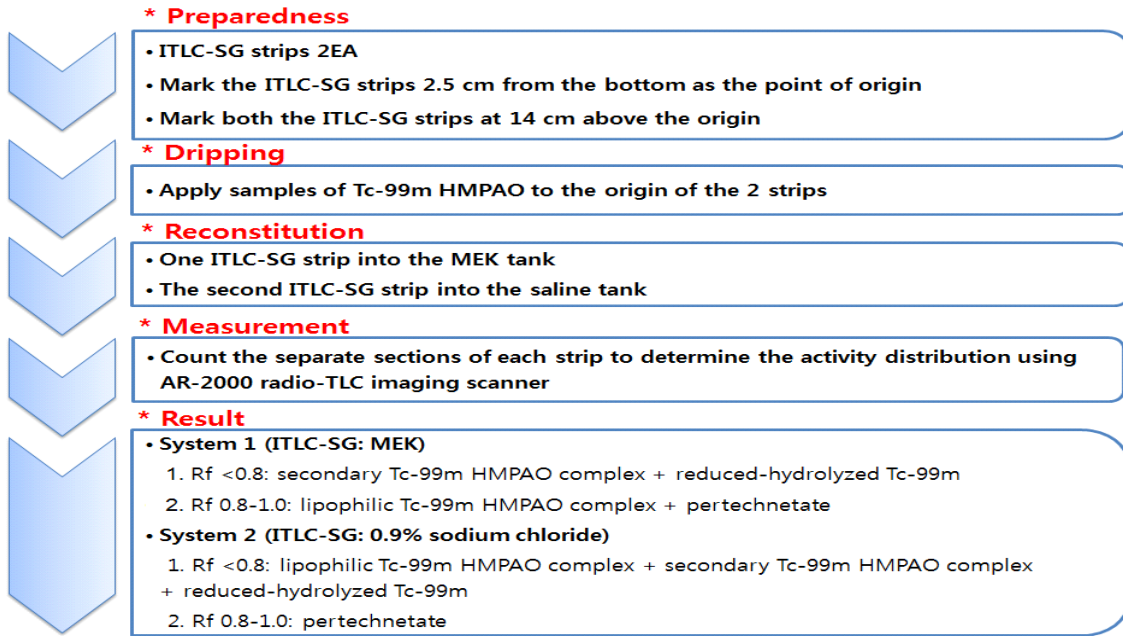 * Preparedness
• ITLC-SG strips 2EA
• Mark the ITLC-SG strips 2.5 cm from the bottom as the point of origin
• Mark both the ITLC-SG strips at 14 cm above the origin
* Dripping
• Apply samples of Tc-99m HMPAO to the origin of the 2 strips
* Reconstitution
• One ITLC-SG strip into the MEK tank
• The second ITLC-SG strip into the saline tank
* Measurement
• Count the separate sections of each strip to determine the activity distribution using
AR-2000 radio-TLC imaging scanner
* Result
• System 1 (ITLC-SG: MEK)
1. Rf <0.8: secondary Tc-99m HMPAO complex + reduced-hydrolyzed Tc-99m
2. Rf 0.8-1.0: lipophilic Tc-99m HMPAO complex + pertechnetate
• System 2 (ITLC-SG: 0.9% sodium chloride)
1. Rf <0.8: lipophilic Tc-99m HMPAO complex + secondary Tc-99m HMPAO complex
+ reduced-hydrolyzed Tc-99m
2. Rf 0.8-1.0: pertechnetate